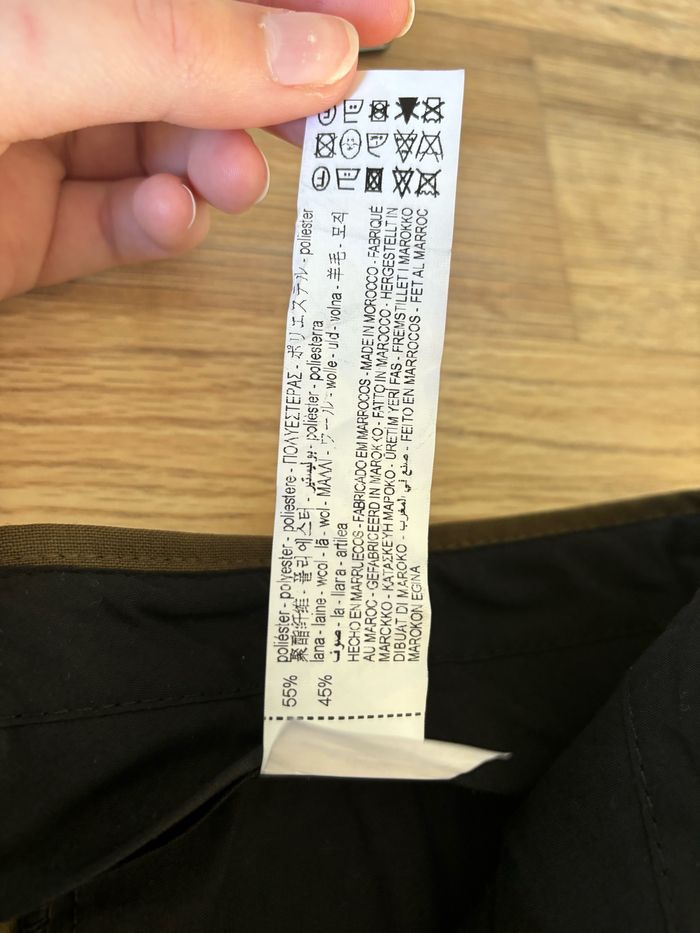 55% poliéster - polyester - poliestere - ΠΟΛΥΕΣΤΕΡΑΣ - ポリエステル - poliester
聚酯纤维 - 폴리에스터 - بوليستير - poliéster - poliesterra
45% lana - laine - wool - lã - wol - ΜΑΛΛΙ - ウール - wolle - uld - volna - 羊毛 - 모직
صوف - la - llana - artilea
HECHO EN MARRUECOS - FABRICADO EM MARROCOS - MADE IN MOROCCO - FABRIQUÉ
AU MAROC - GEFABRICEERD IN MAROKKO - FATTO IN MAROCCO - HERGESTELLT IN
MAROKKO - ΚΑΤΑΣΚΕΥΗ ΜΑΡΟΚΟ - ÜRETİM YERİ FAS - FREMSTILLET I MAROKKO
DIBUAT DI MAROKO - صنع في المغرب - FEITO EN MARROCOS - FET AL MARROC
MAROKON EGINA